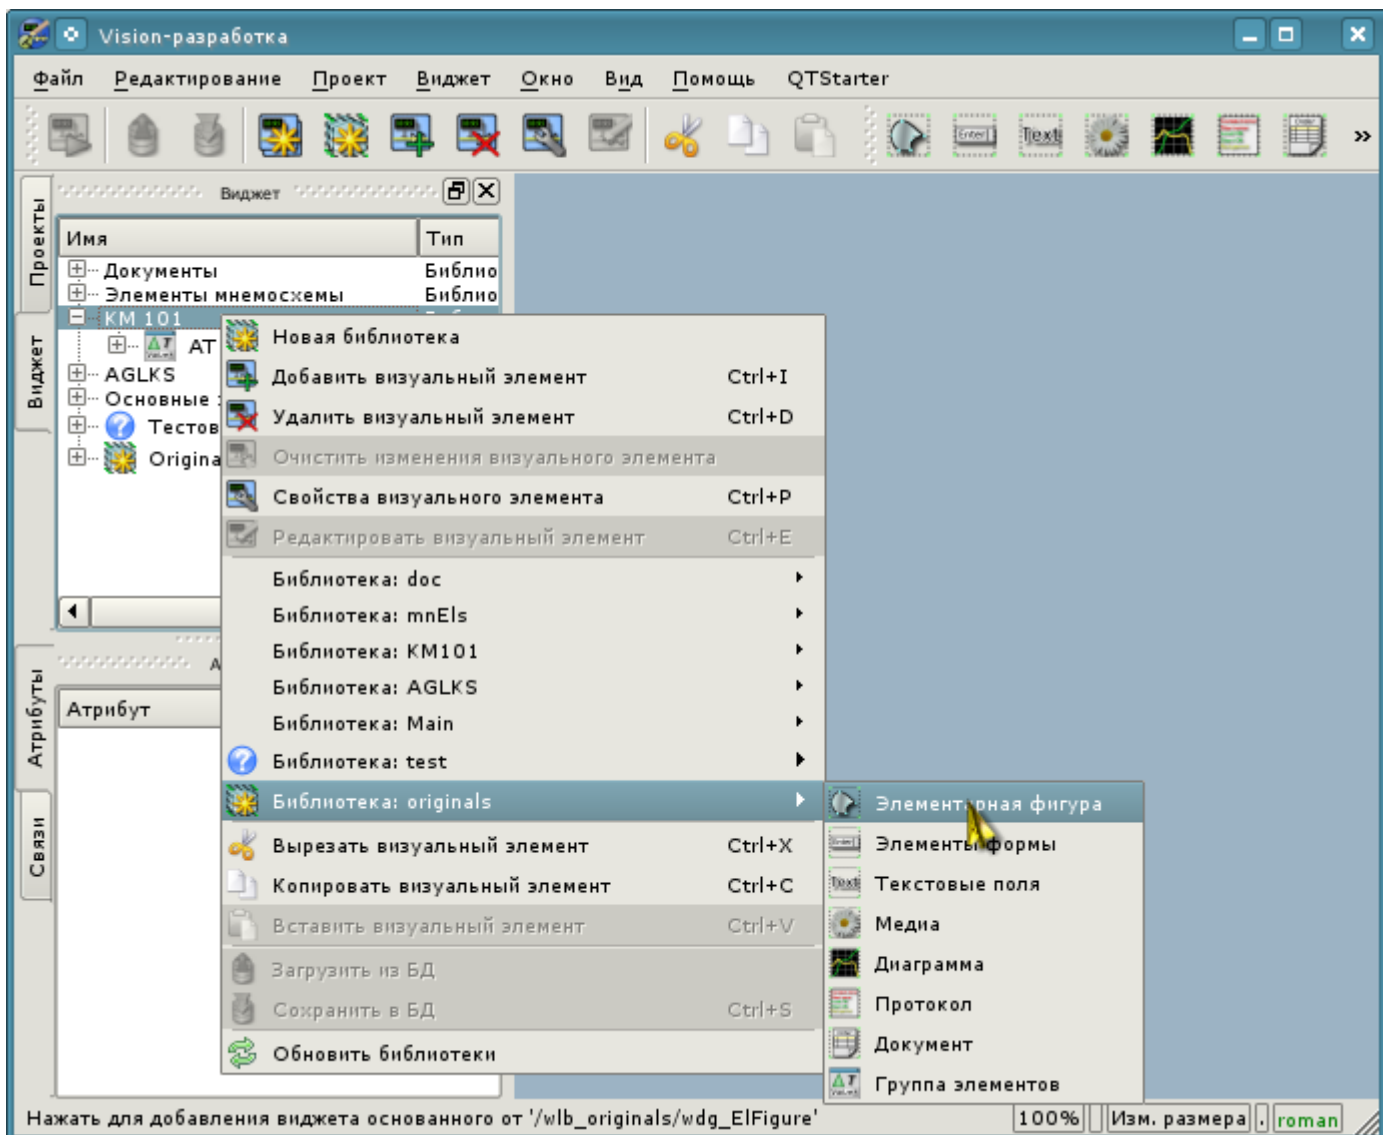 Vision-разработка
Файл Редактирование Проект Виджет Окно Вид Помощь QTStarter
Enter[] Text »
Виджет
Проекты
Виджет
Имя Тип
Документы Библио
Элементы мнемосхемы Библио
КМ 101
AT
AGLKS
Основные
Тестов
Origina
Новая библиотека
Добавить визуальный элемент Ctrl+I
Удалить визуальный элемент Ctrl+D
Очистить изменения визуального элемента
Свойства визуального элемента Ctrl+P
Редактировать визуальный элемент Ctrl+E
Библиотека: doc
Библиотека: mnEls
Библиотека: KM101
Библиотека: AGLKS
Библиотека: Main
Библиотека: test
Библиотека: originals
Вырезать визуальный элемент Ctrl+X
Копировать визуальный элемент Ctrl+C
Вставить визуальный элемент Ctrl+V
Загрузить из БД
Сохранить в БД Ctrl+S
Обновить библиотеки
Элементарная фигура
Элементы формы
Текстовые поля
Медиа
Диаграмма
Протокол
Документ
Группа элементов
Атрибуты
Связи
А
Атрибут
Нажать для добавления виджета основанного от '/wlb_originals/wdg_ElFigure' 100% Изм. размера . roman